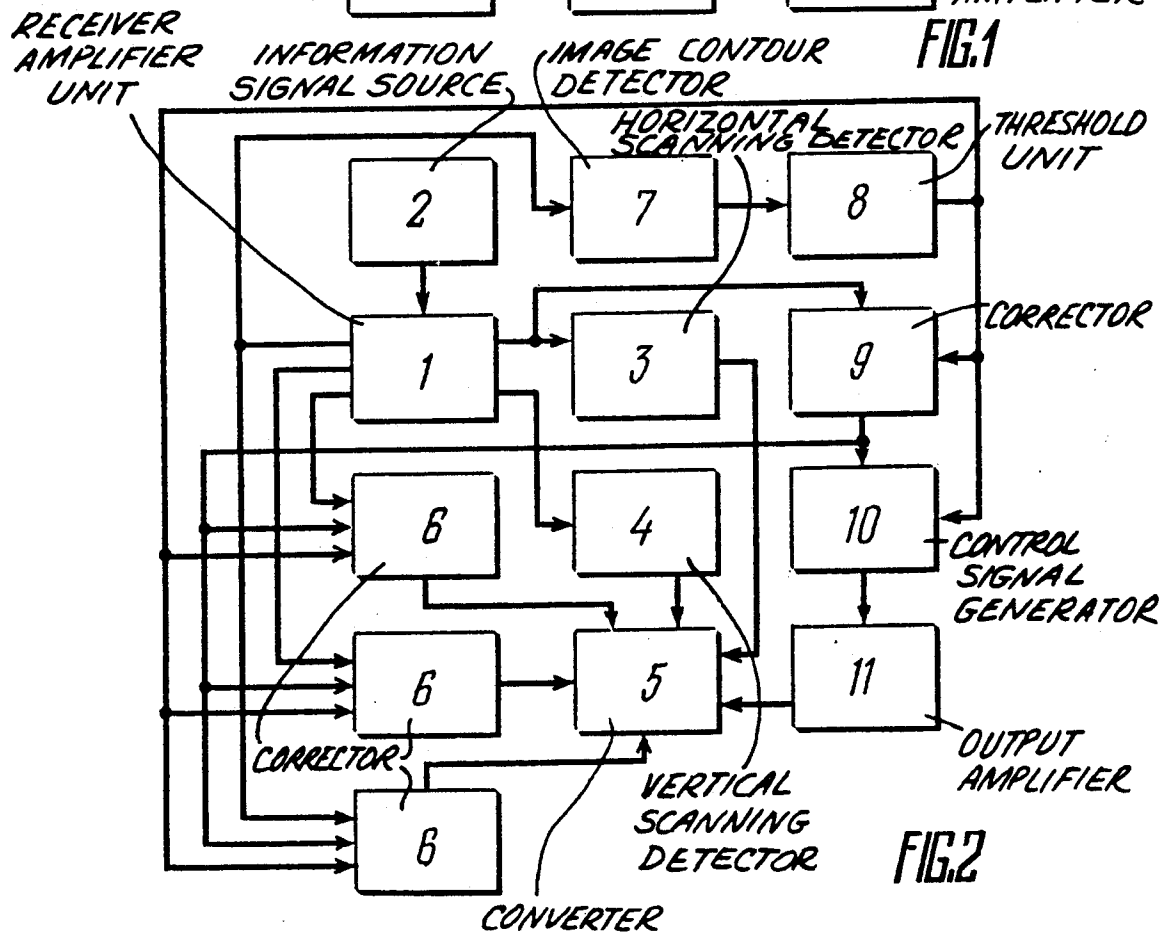 FIG.1
RECEIVER
AMPLIFIER
UNIT
INFORMATION
SIGNAL SOURCE
IMAGE CONTOUR
DETECTOR
HORIZONTAL
SCANNING DETECTOR
THRESHOLD
UNIT
2
7
8
CORRECTOR
1
3
9
6
4
10
CONTROL
SIGNAL
GENERATOR
6
5
11
CORRECTOR
OUTPUT
AMPLIFIER
VERTICAL
SCANNING
DETECTOR
6
FIG.2
CONVERTER